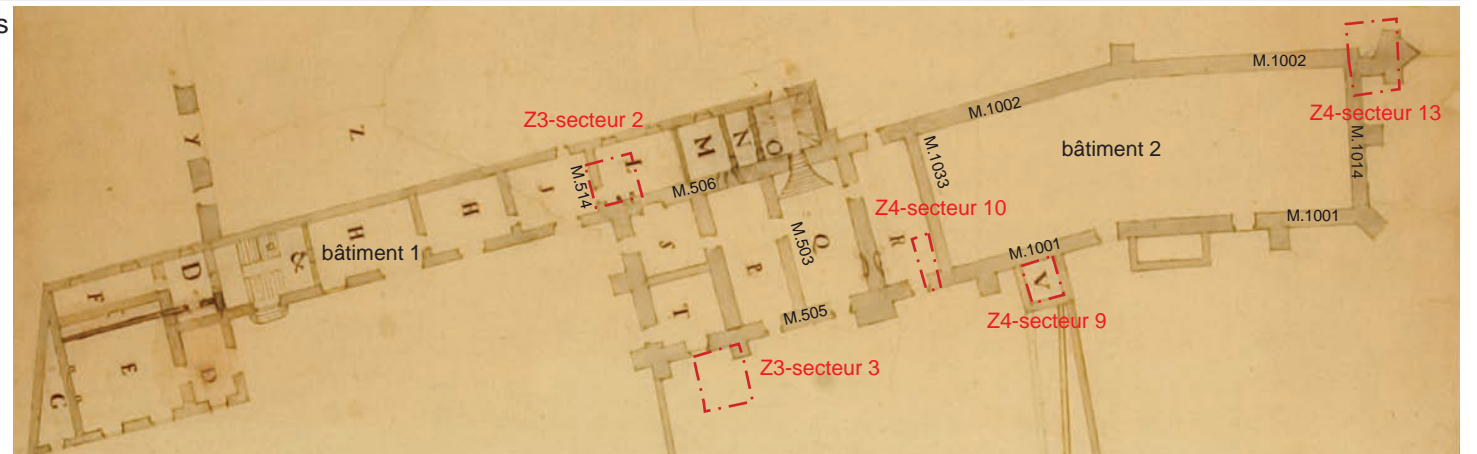 s
M.1002
M.1002
Z4-secteur 13
Y
Z
Z3-secteur 2
M
N
O
bâtiment 2
M.1014
M.1033
I
M.514
J
M.506
H
H
Z4-secteur 10
M.1001
S
Q
M.503
R
M.1001
&
bâtiment 1
D
F
P
V
T
M.505
Z4-secteur 9
E
D
G
Z3-secteur 3